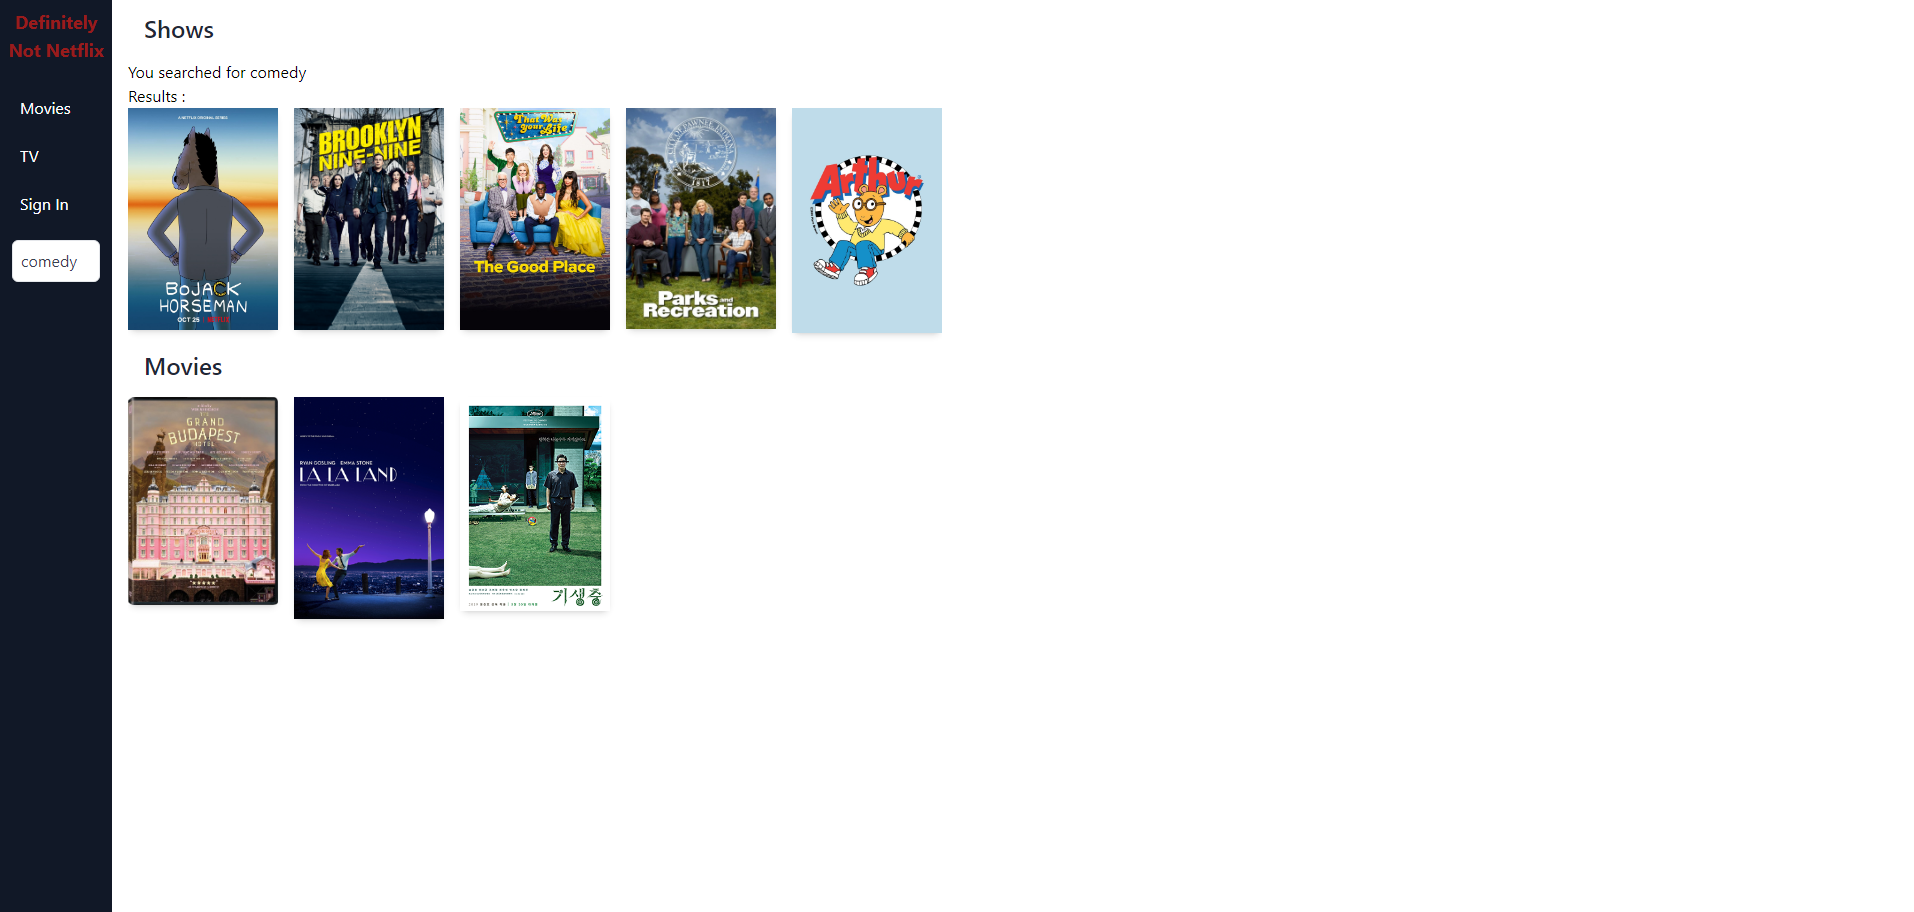 Definitely
Not Netflix
Movies
TV
Sign In
comedy
Shows
You searched for comedy
Results :
A NETFLIX ORIGINAL SERIES
BOJACK
HORSEMAN
OCT 25
BROOKLYN
NINE-NINE
That Was
your Life
The Good Place
1817
Parks and
Recreation
Arthur
Movies
GRAND
BUDAPEST
HOTEL
RYAN GOSLING EMMA STONE
LA LA LAND
기생충